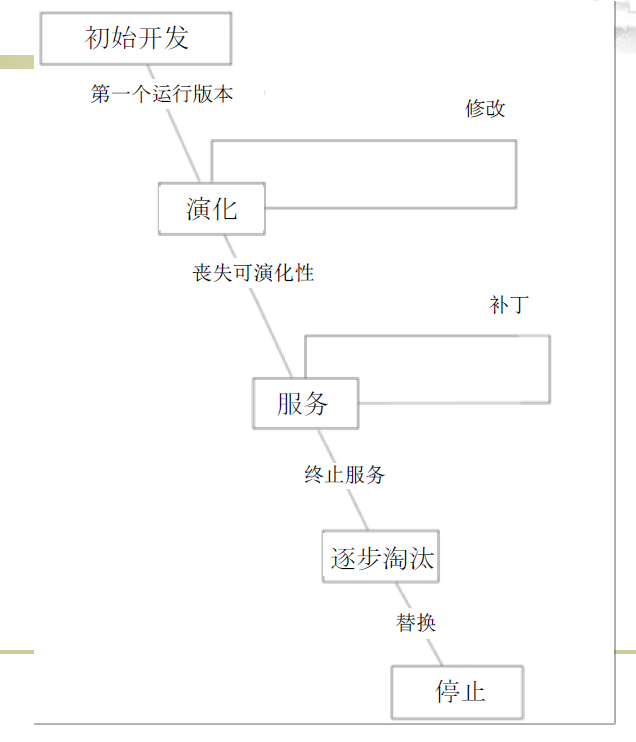 初始开发
第一个运行版本
修改
演化
丧失可演化性
补丁
服务
终止服务
逐步淘汰
替换
停止